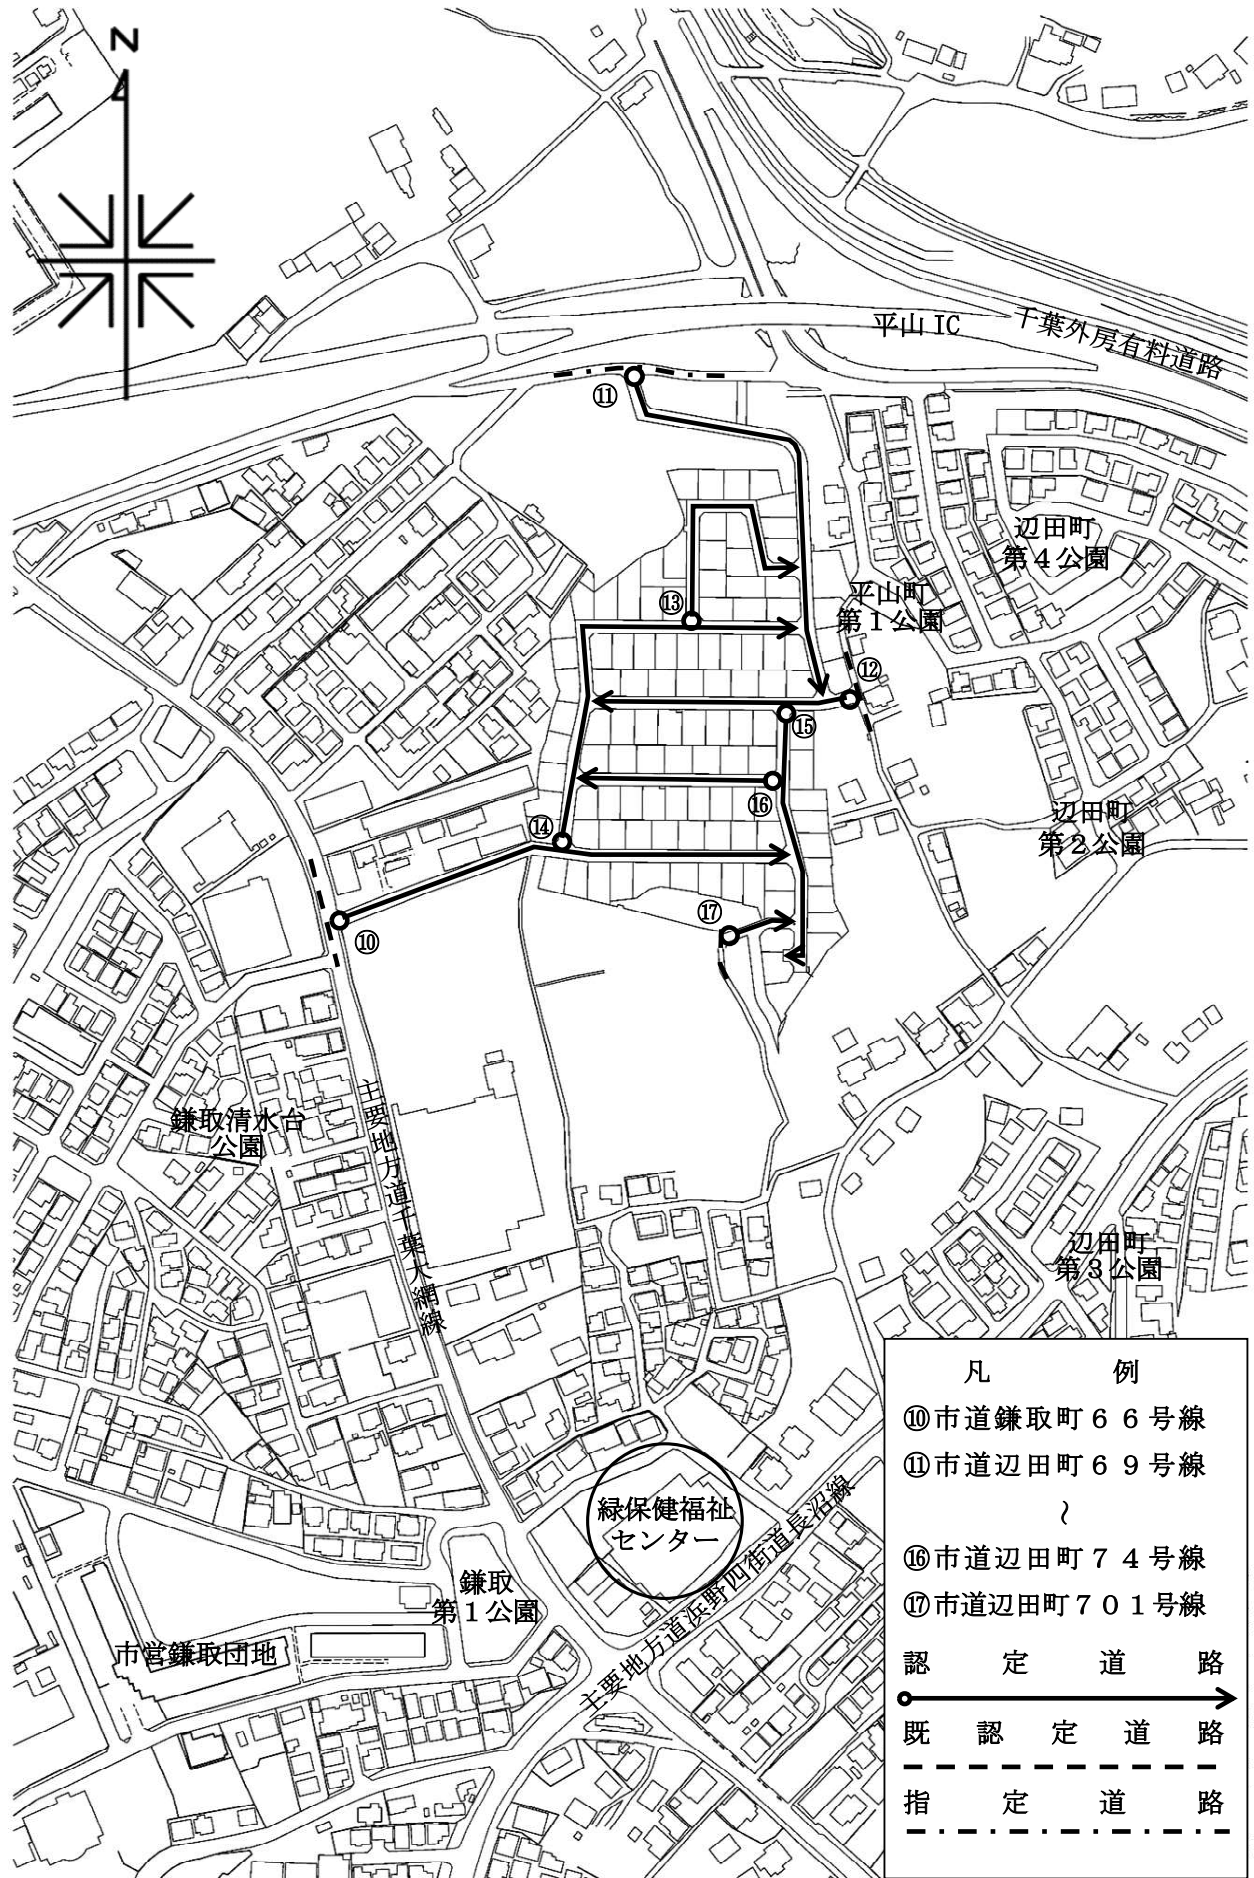 N
平山 IC
千葉外房有料道路
⑪
辺田町
第４公園
平山町
第１公園
⑬
⑫
⑮
⑯
⑭
辺田町
第２公園
⑰
⑩
鎌取清水台
公園
主要地方道千葉大網線
辺田町
第３公園
緑保健福祉
センター
主要地方道浜野四街道長沼線
鎌取
第１公園
市営鎌取団地
凡 例
⑩市道鎌取町６６号線
⑪市道辺田町６９号線
～
⑯市道辺田町７４号線
⑰市道辺田町７０１号線
認定道路
既認定道路
指定道路